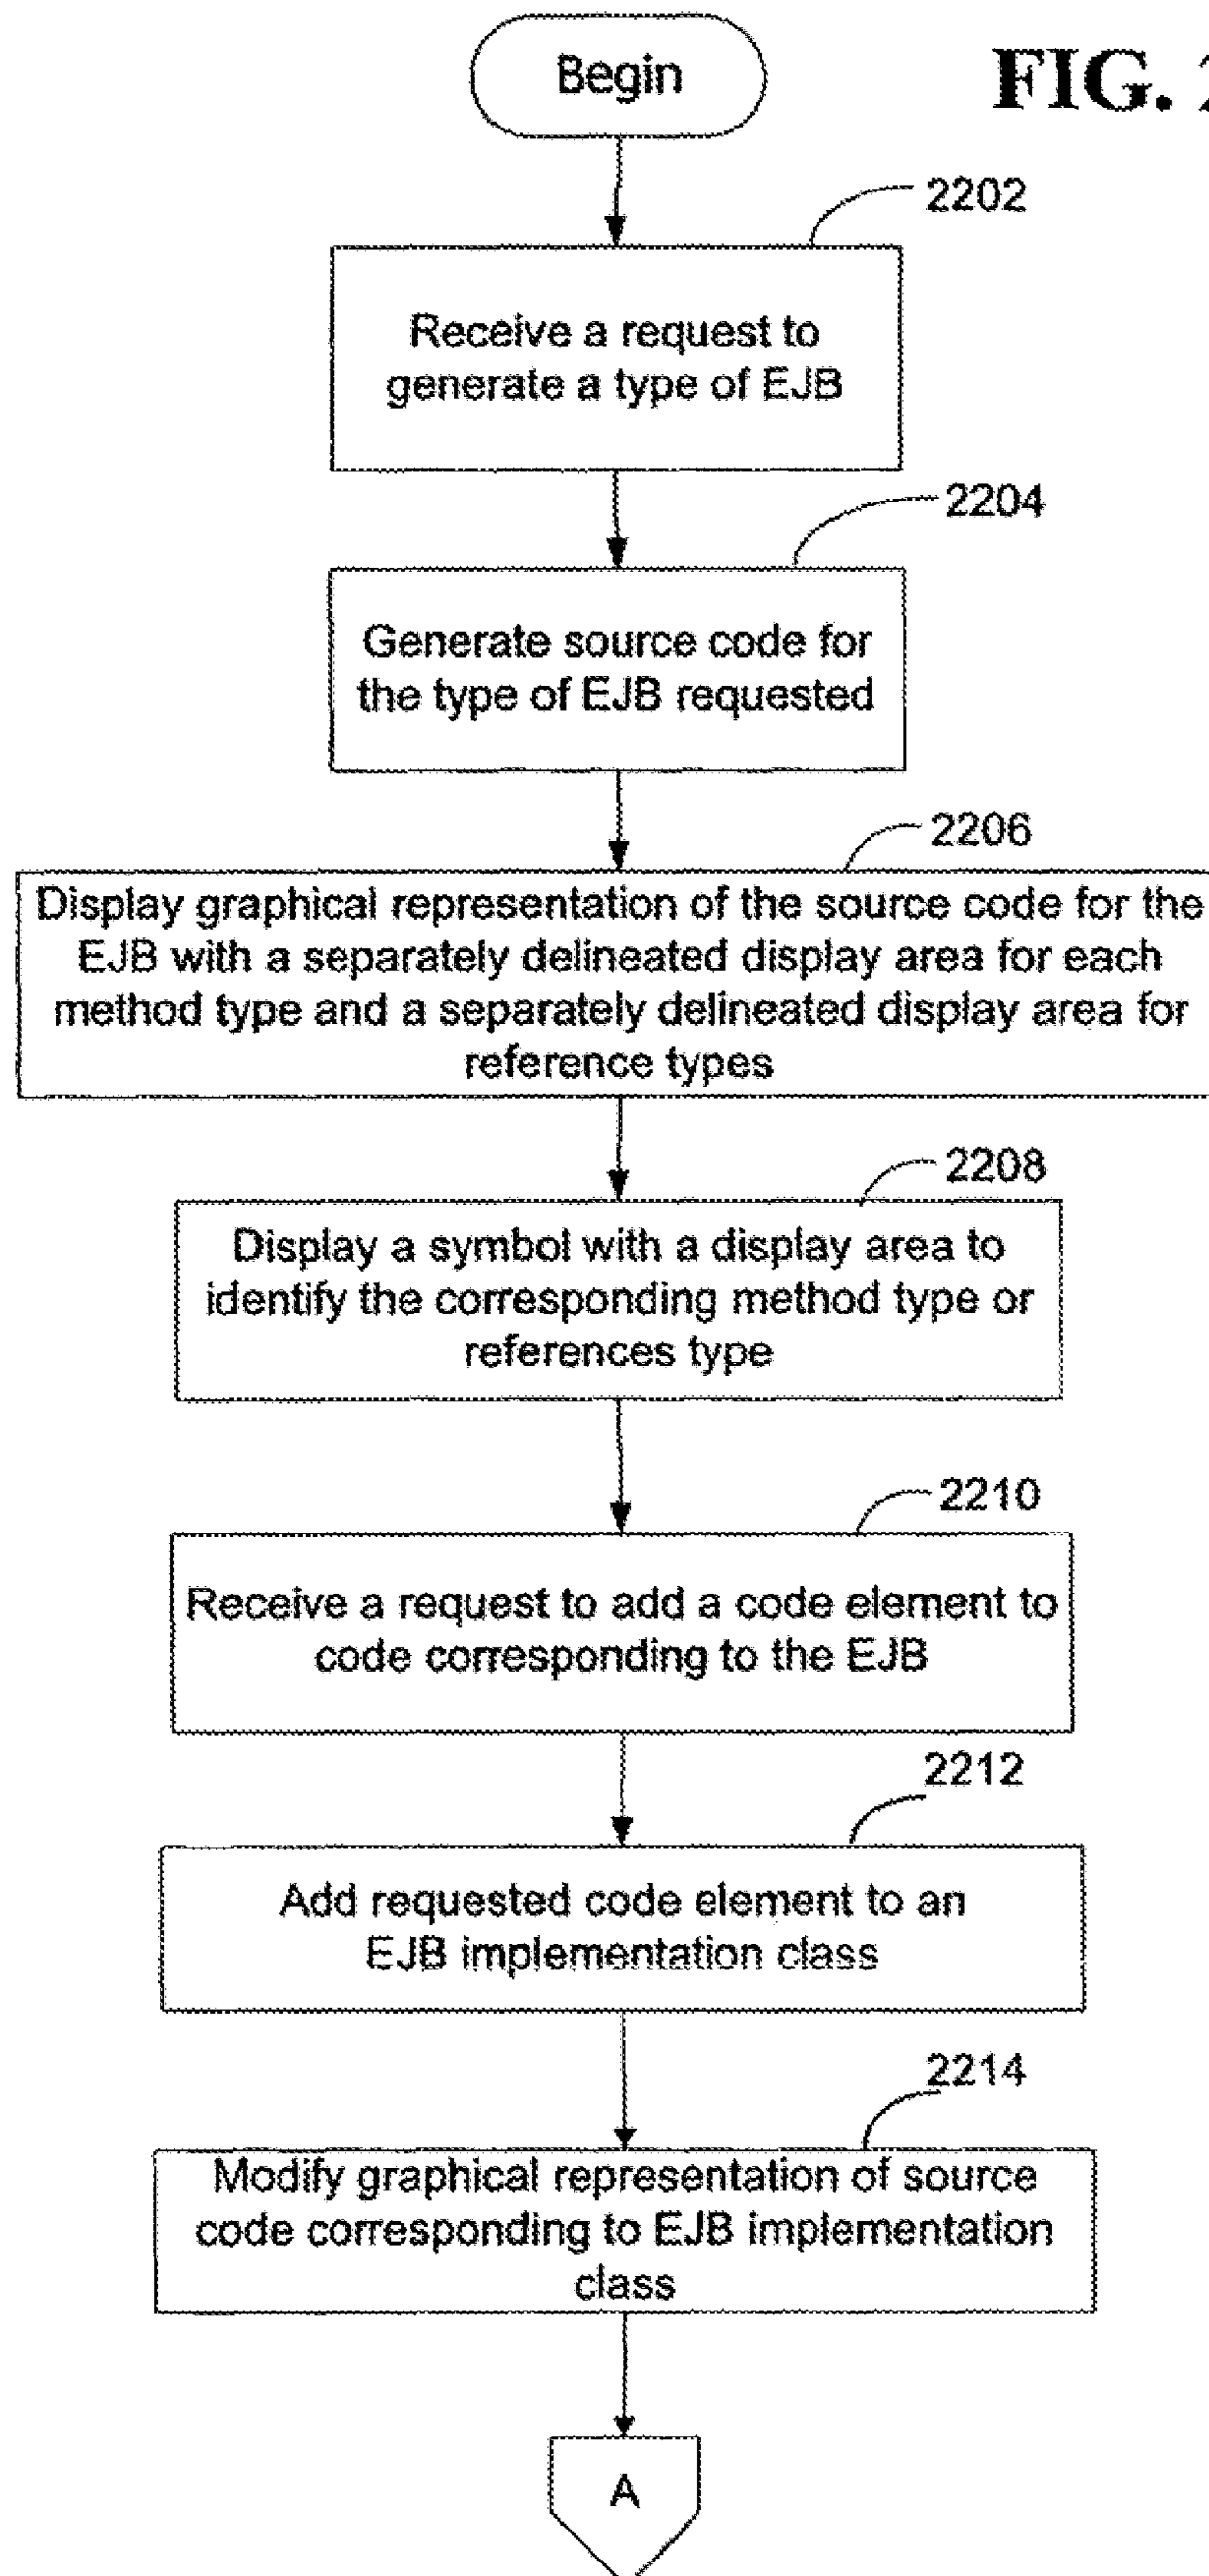 Begin
FIG. 2
2202
Receive a request to
generate a type of EJB
2204
Generate source code for
the type of EJB requested
2206
Display graphical representation of the source code for the
EJB with a separately delineated display area for each
method type and a separately delineated display area for
reference types
2208
Display a symbol with a display area to
identify the corresponding method type or
references type
2210
Receive a request to add a code element to
code corresponding to the EJB
2212
Add requested code element to an
EJB implementation class
2214
Modify graphical representation of source
code corresponding to EJB implementation
class
A